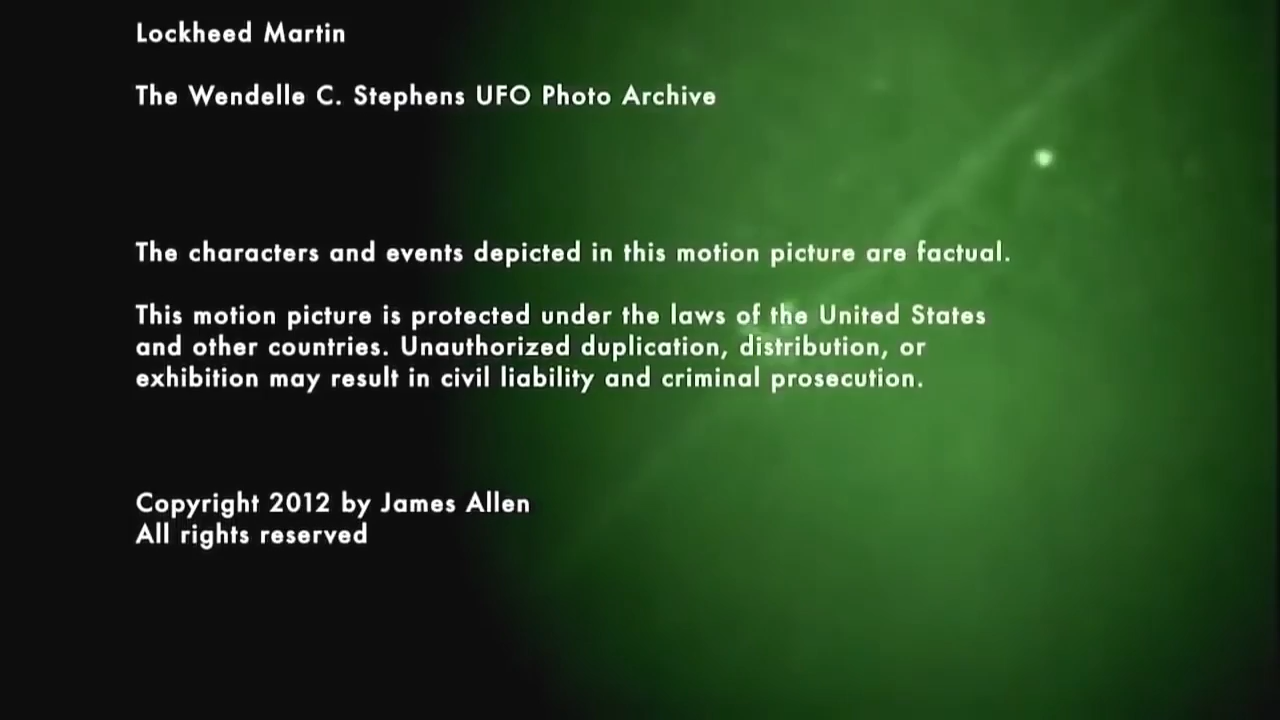 Lockheed Martin
The Wendelle C. Stephens UFO Photo Archive
The characters and events depicted in this motion picture are factual.
This motion picture is protected under the laws of the United States
and other countries. Unauthorized duplication, distribution, or
exhibition may result in civil liability and criminal prosecution.
Copyright 2012 by James Allen
All rights reserved